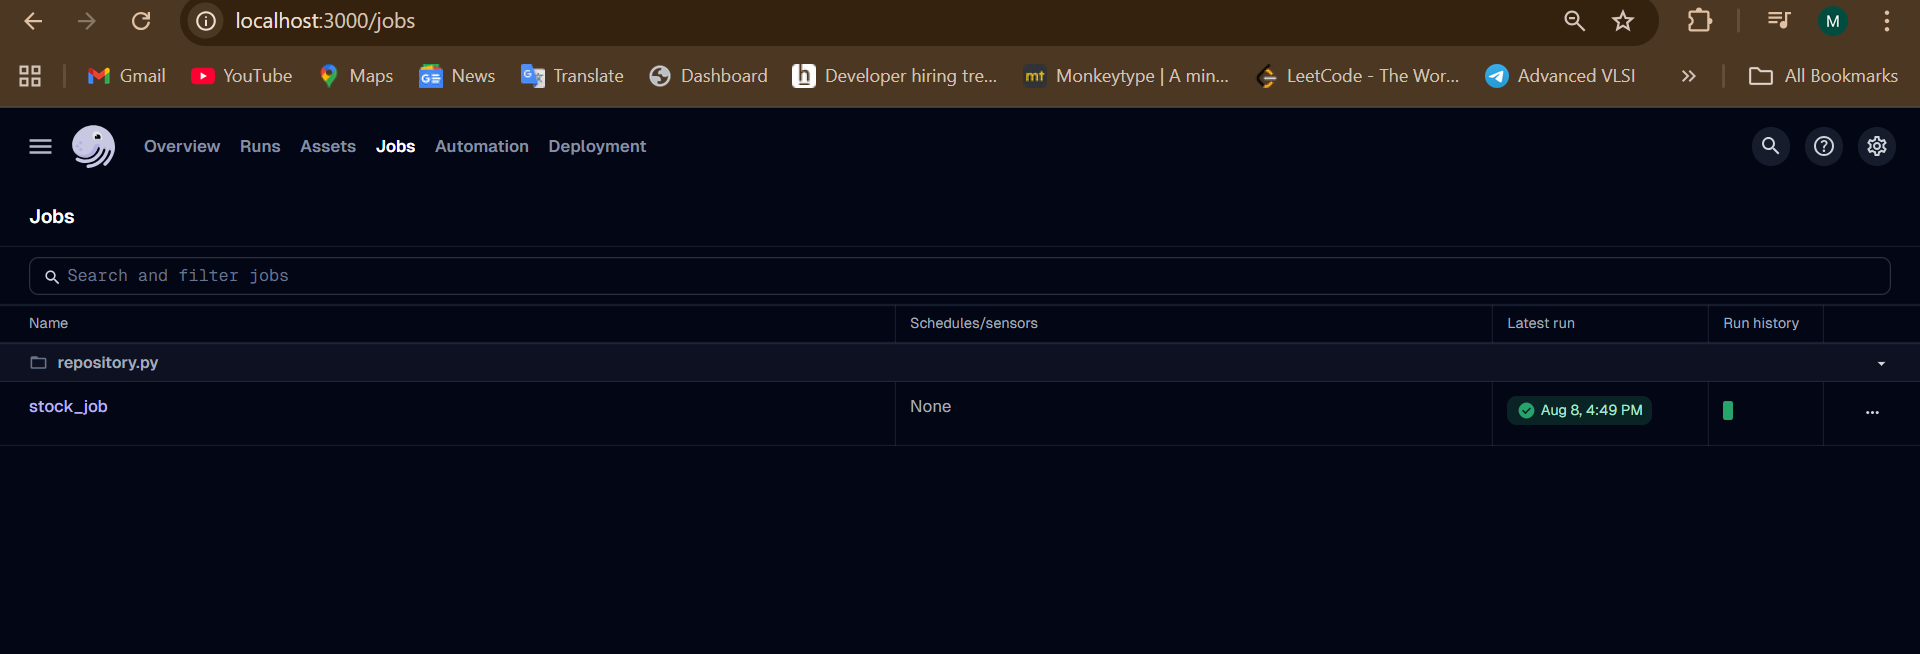 localhost:3000/jobs
M
Gmail YouTube Maps News Translate Dashboard Developer hiring tre... Monkeytype | A min... LeetCode - The Wor... Advanced VLSI » All Bookmarks
Overview Runs Assets Jobs Automation Deployment
Jobs
Search and filter jobs
Name Schedules/sensors Latest run Run history
repository.py
stock_job None Aug 8, 4:49 PM